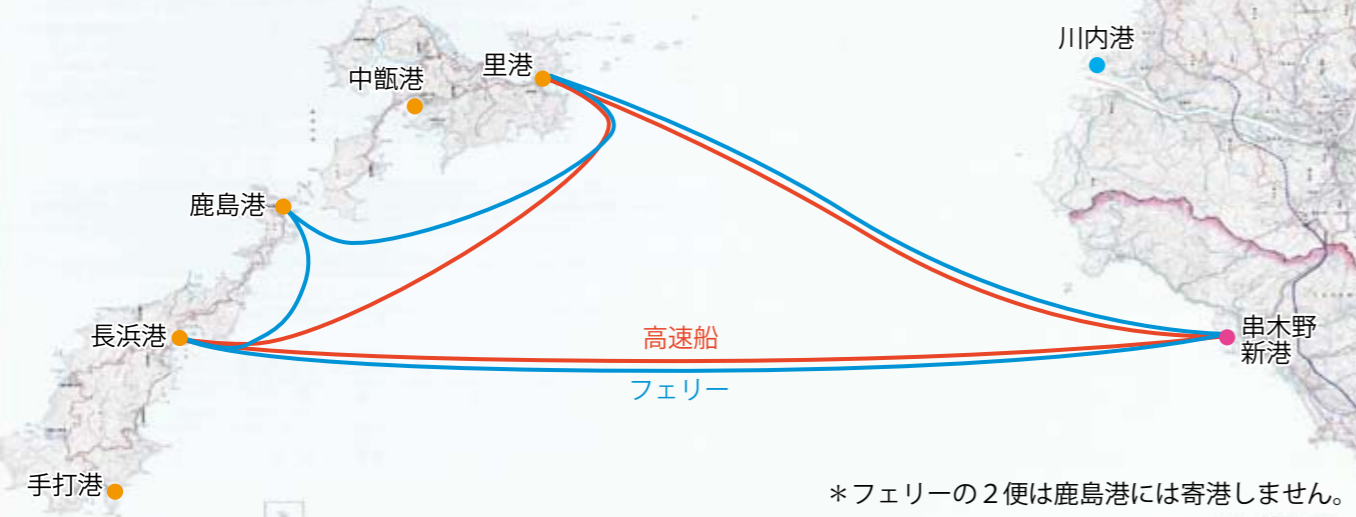 川内港
里港
中甑港
鹿島港
長浜港
高速船
串木野
新港
フェリー
手打港
＊フェリーの２便は鹿島港には寄港しません。